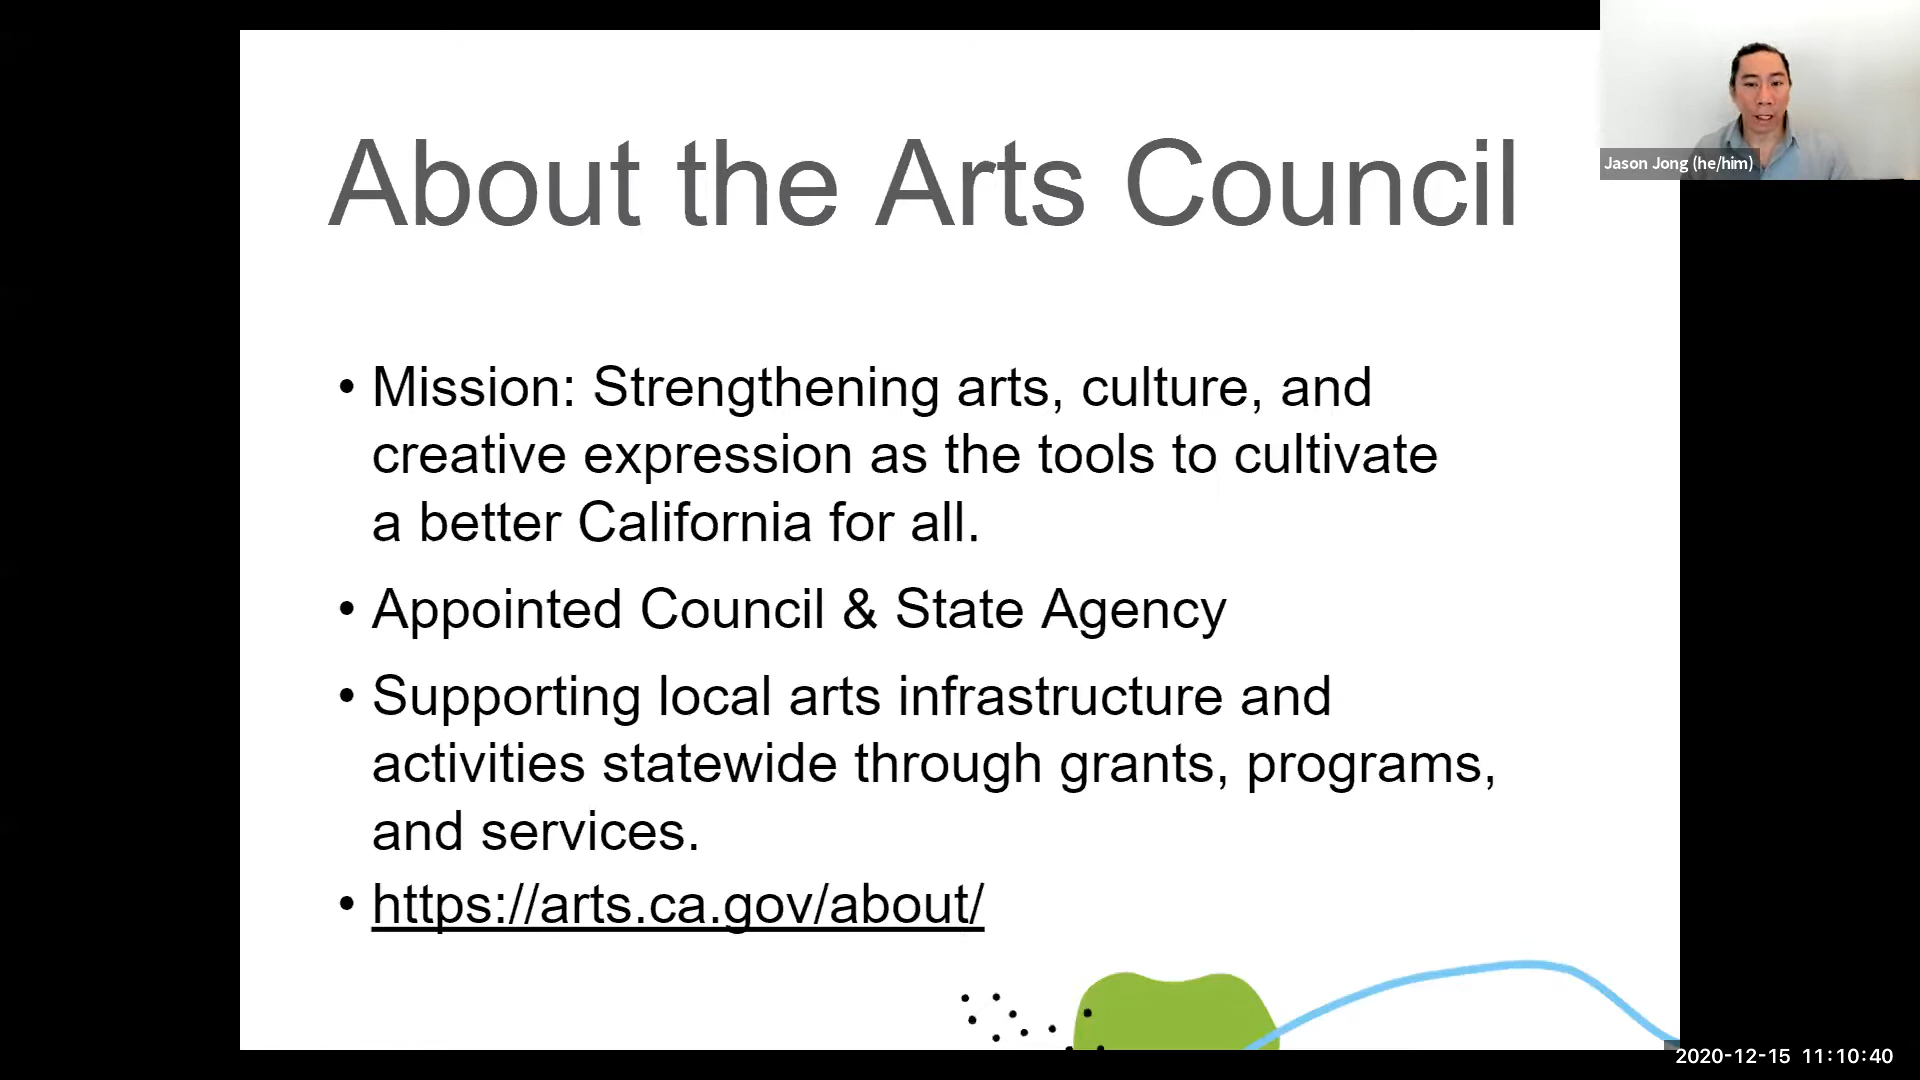 About the Arts Council
Jason Jong (he/him)
• Mission: Strengthening arts, culture, and
creative expression as the tools to cultivate
a better California for all.
• Appointed Council & State Agency
• Supporting local arts infrastructure and
activities statewide through grants, programs,
and services.
• https://arts.ca.gov/about/
2020-12-15 11:10:40